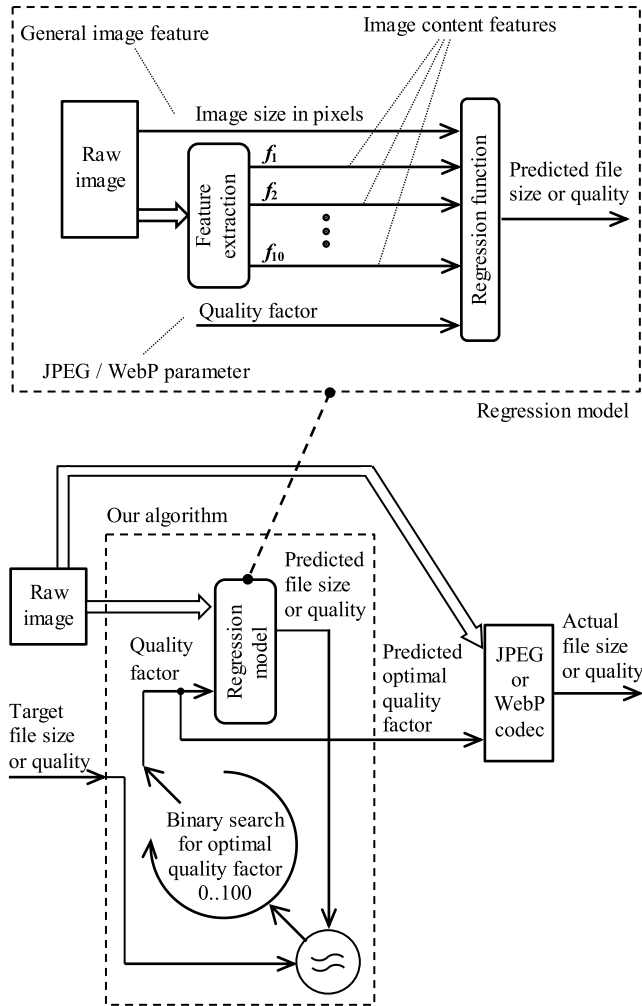 General image feature
Image content features
Raw
image
Image size in pixels
Feature
extraction
f1
f2
f10
Quality factor
Regression function
Predicted file
size or quality
JPEG / WebP parameter
Regression model
Our algorithm
Raw
image
Regression
model
Predicted
file size
or quality
Quality
factor
Predicted
optimal
quality
factor
JPEG
or
WebP
codec
Actual
file size
or quality
Target
file size
or quality
Binary search
for optimal
quality factor
0..100